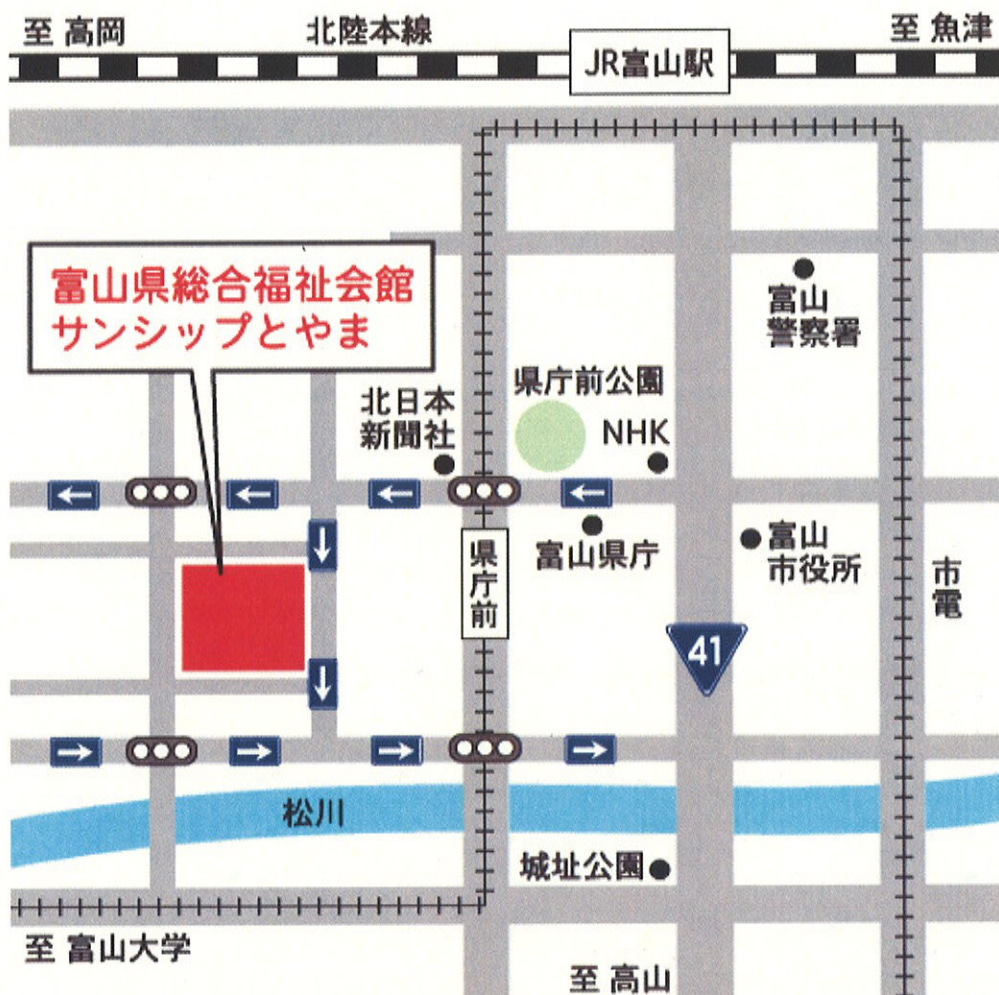 至 高岡
北陸本線
至 魚津
JR富山駅
富山県総合福祉会館
サンシップとやま
富山
警察署
県庁前公園
北日本
新聞社
NHK
富山県庁
富山
市役所
県庁前
市電
41
松川
城址公園
至 富山大学
至 高山